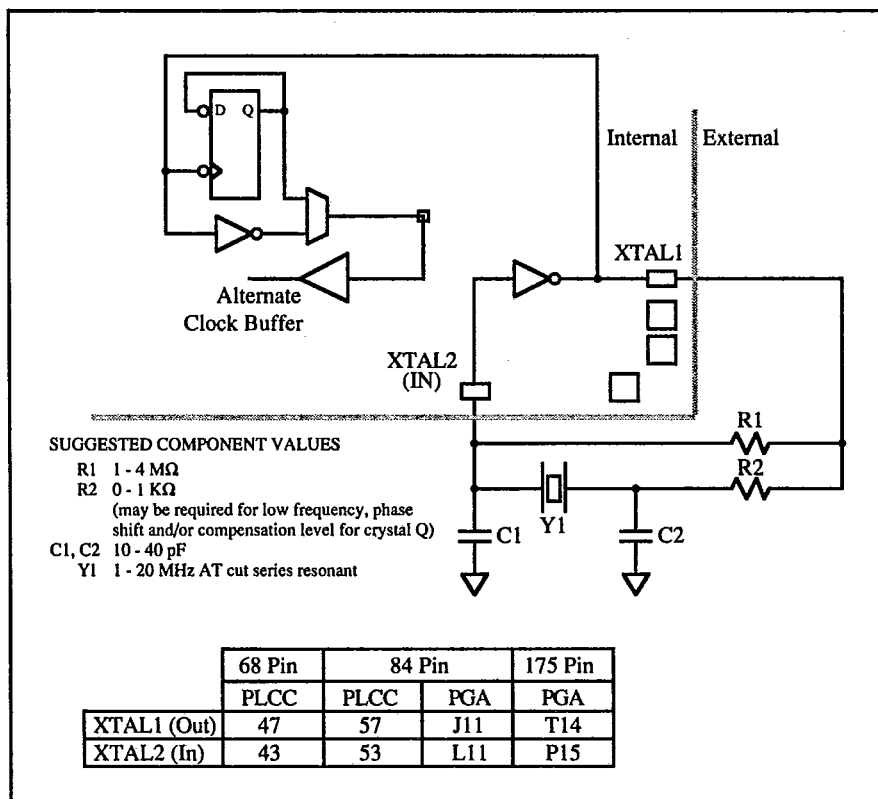 D Q
Internal External
XTAL1
Alternate
Clock Buffer
XTAL2
(IN)
R1
R2
C1
Y1
C2
SUGGESTED COMPONENT VALUES
R1 1 - 4 MΩ
R2 0 - 1 KΩ
(may be required for low frequency, phase
shift and/or compensation level for crystal Q)
C1, C2 10 - 40 pF
Y1 1 - 20 MHz AT cut series resonant
68 Pin 84 Pin 175 Pin
PLCC PLCC PGA PGA
XTAL1 (Out) 47 57 J11 T14
XTAL2 (In) 43 53 L11 P15